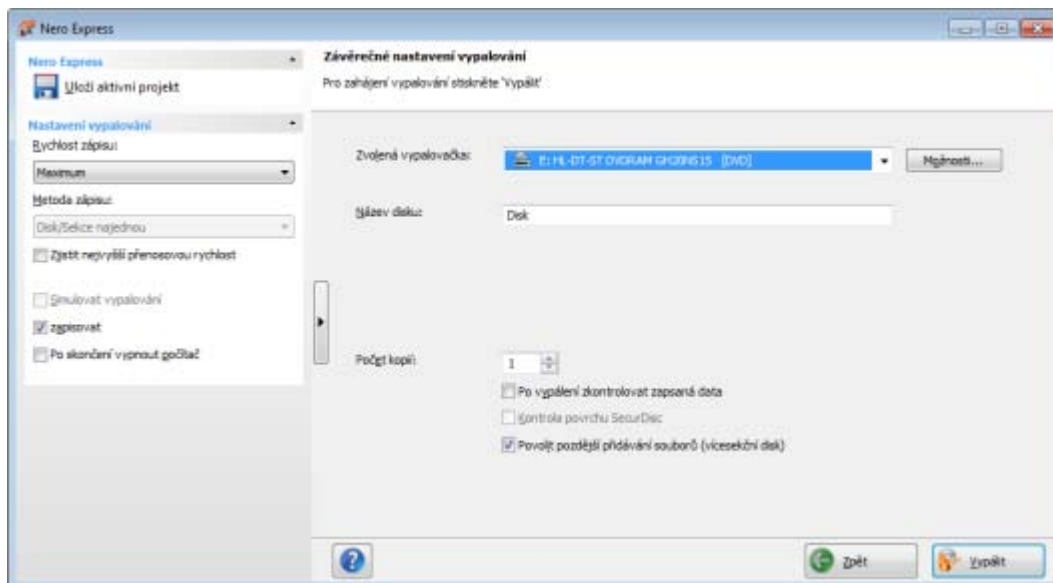 Nero Express
Nero Express
Uloží aktivní projekt
Nastavení vypalování
Rychlost zápisu:
Maximum
Metoda zápisu:
Disk/Sekce najednou
Zjistit nejvyšší přenosovou rychlost
Simulovat vypalování
zapisovat
Po skončení vypnout počítač
Závěrečné nastavení vypalování
Pro zahájení vypalování stiskněte 'Vypálit'
Zvolená vypalovačka:
E: HL-DT-ST DVDRAM GH20NS15 [DVD]
Možnosti...
Název disku:
Disk
Počet kopií:
1
Po vypálení zkontrolovat zapsaná data
Kontrola povrchu SecurDisc
Povolit pozdější přidávání souborů (vícesekční disk)
Zpět
Vypálit